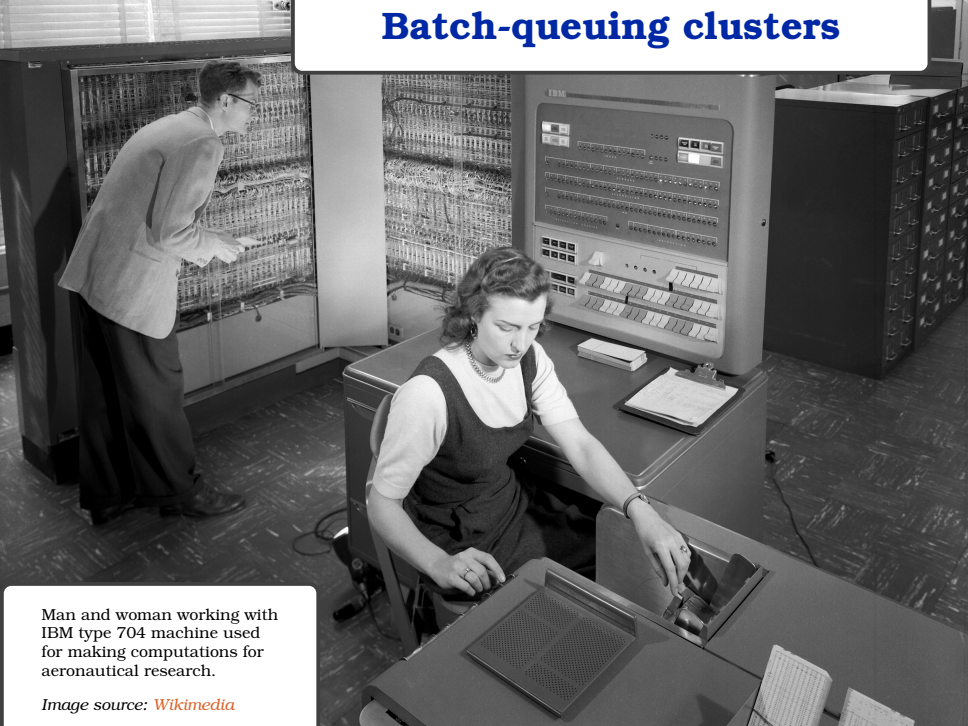 Batch-queuing clusters
IBM
Man and woman working with
IBM type 704 machine used
for making computations for
aeronautical research.
Image source: Wikimedia